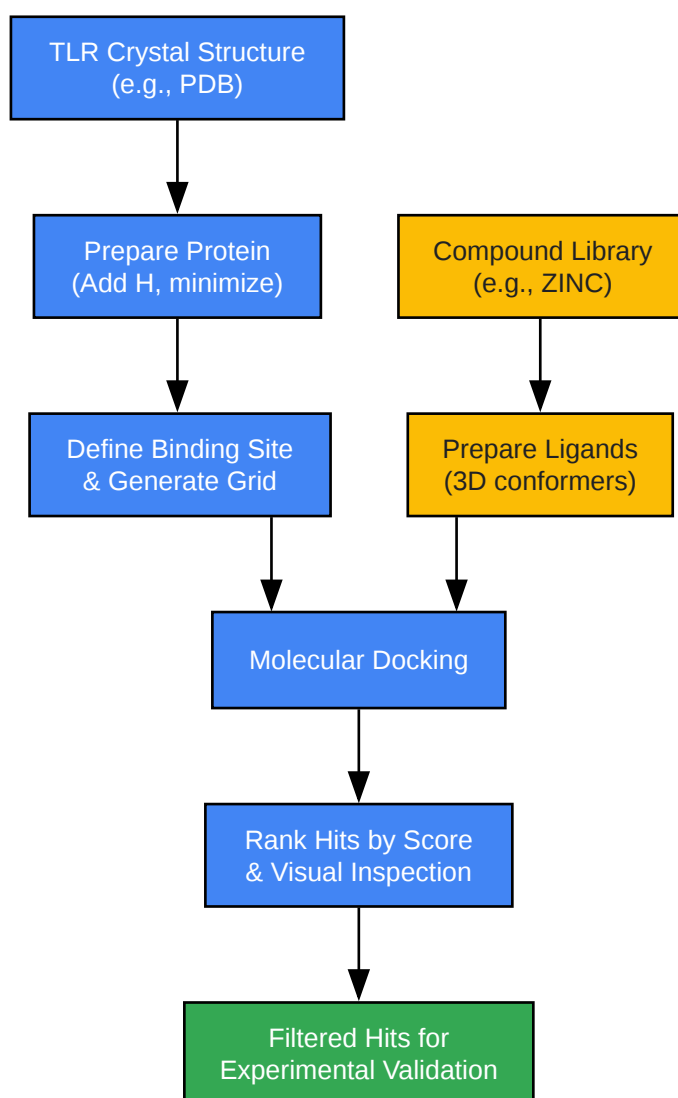 TLR Crystal Structure
(e.g., PDB)
Prepare Protein
(Add H, minimize)
Compound Library
(e.g., ZINC)
Define Binding Site
& Generate Grid
Prepare Ligands
(3D conformers)
Molecular Docking
Rank Hits by Score
& Visual Inspection
Filtered Hits for
Experimental Validation